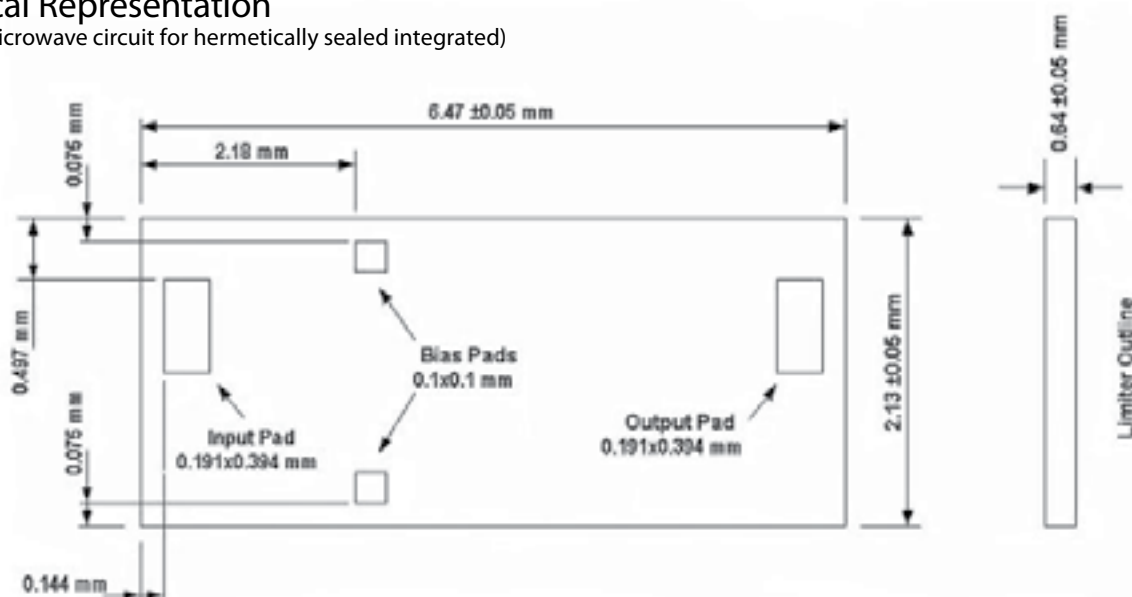 tal Representation
icrowave circuit for hermetically sealed integrated)
6.47 ±0.05 mm
2.18 mm
0.075 mm
0.64 ±0.05 mm
0.497 mm
Bias Pads
0.1x0.1 mm
2.13 ±0.05 mm
Limiter Outline
0.075 mm
Input Pad
0.191x0.394 mm
Output Pad
0.191x0.394 mm
0.144 mm